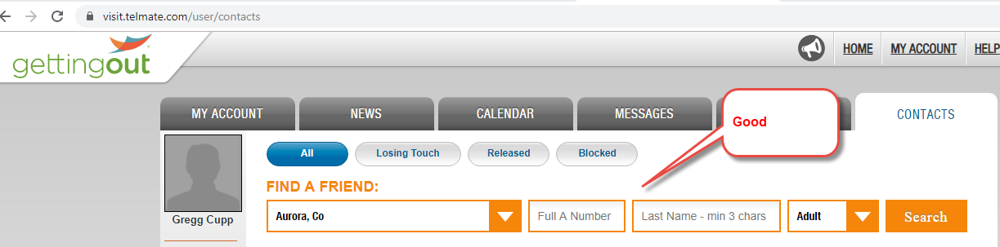 visit.telmate.com/user/contacts
gettingout
HOME
MY ACCOUNT
HELP
MY ACCOUNT
NEWS
CALENDAR
MESSAGES
Good
CONTACTS
All
Losing Touch
Released
Blocked
FIND A FRIEND:
Gregg Cupp
Aurora, Co
Full A Number
Last Name - min 3 chars
Adult
Search